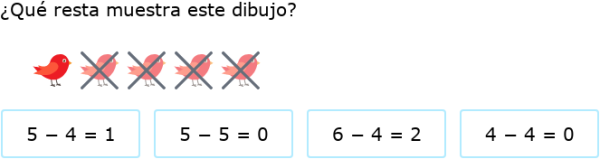 ¿Qué resta muestra este dibujo?
5 − 4 = 1
5 − 5 = 0
6 − 4 = 2
4 − 4 = 0